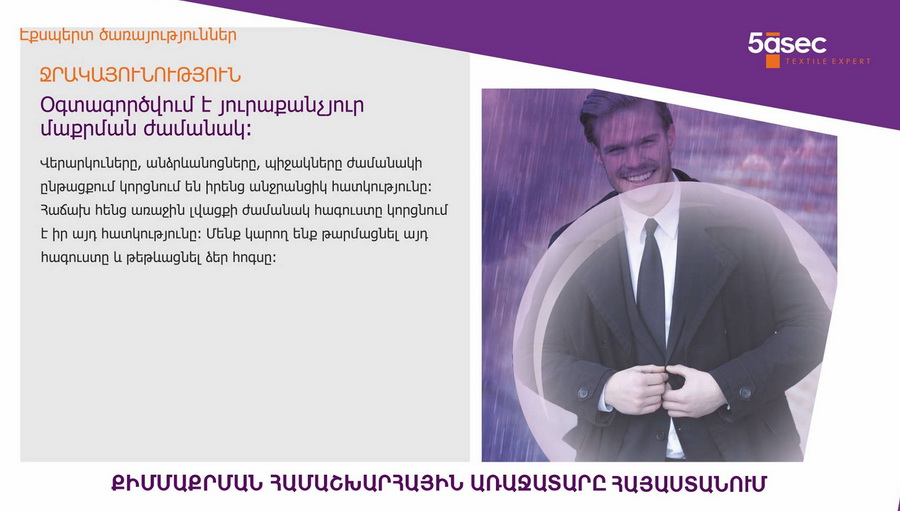 Էքսպերտ ծառայություններ
5àsec
TEXTILE EXPERT
ՋՐԱԿԱՅՈՒՆՈՒԹՅՈՒՆ
Օգտագործվում է յուրաքանչյուր
մաքրման ժամանակ:
Վերարկուները, անձրևանոցները, պիջակները ժամանակի
ընթացքում կորցնում են իրենց անջրանցիկ հատկությունը:
Հաճախ հենց առաջին լվացքի ժամանակ հագուստը կորցնում
է իր այդ հատկությունը: Մենք կարող ենք թարմացնել այդ
հագուստը և թեթևացնել ձեր հոգսը:
ՔԻՄՄԱՔՐՄԱՆ ՀԱՄԱՇԽԱՐՀԱՅԻՆ ԱՌԱՋԱՏԱՐԸ ՀԱՅԱՍՏԱՆՈՒՄ